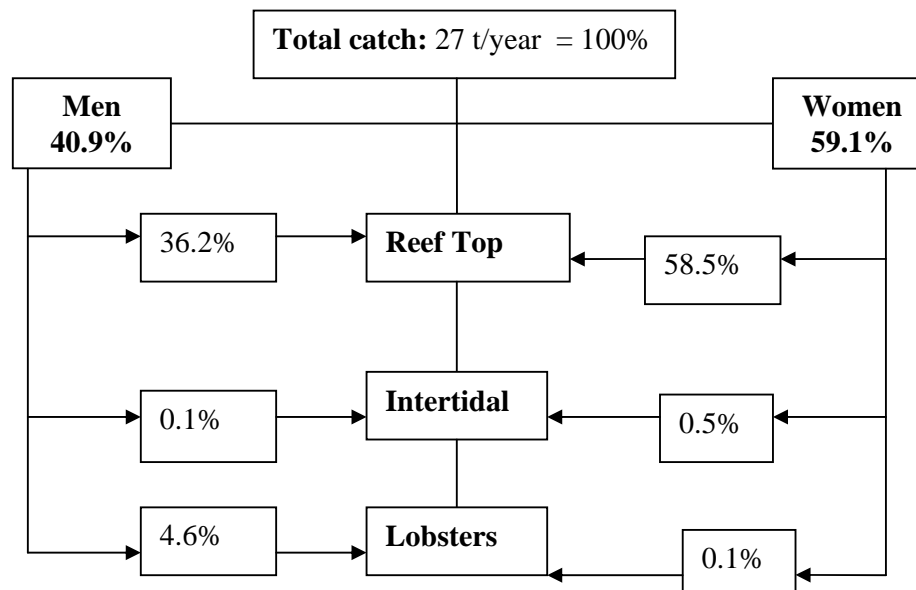 Total catch: 27 t/year = 100%
Men
40.9%
Women
59.1%
36.2%
Reef Top
58.5%
0.1%
Intertidal
0.5%
4.6%
Lobsters
0.1%